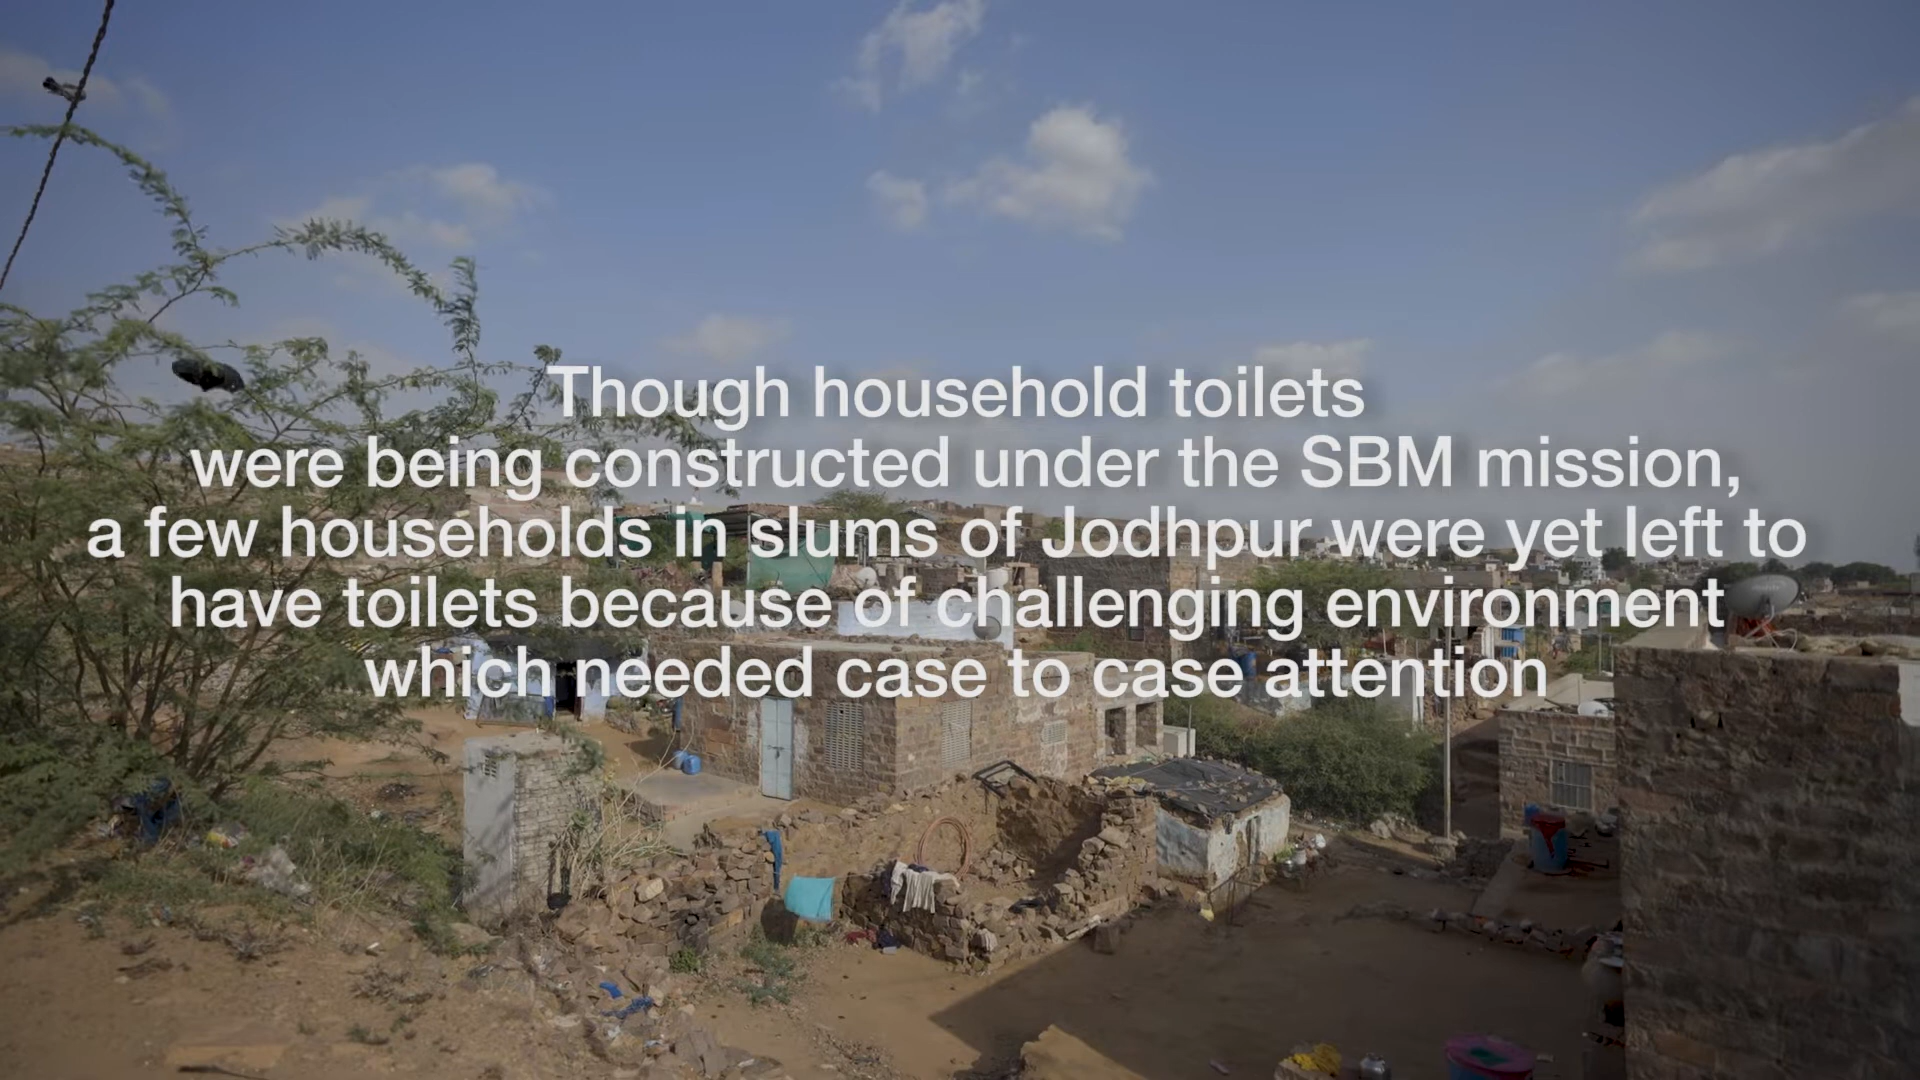 Though household toilets
were being constructed under the SBM mission,
a few households in slums of Jodhpur were yet left to
have toilets because of challenging environment
which needed case to case attention